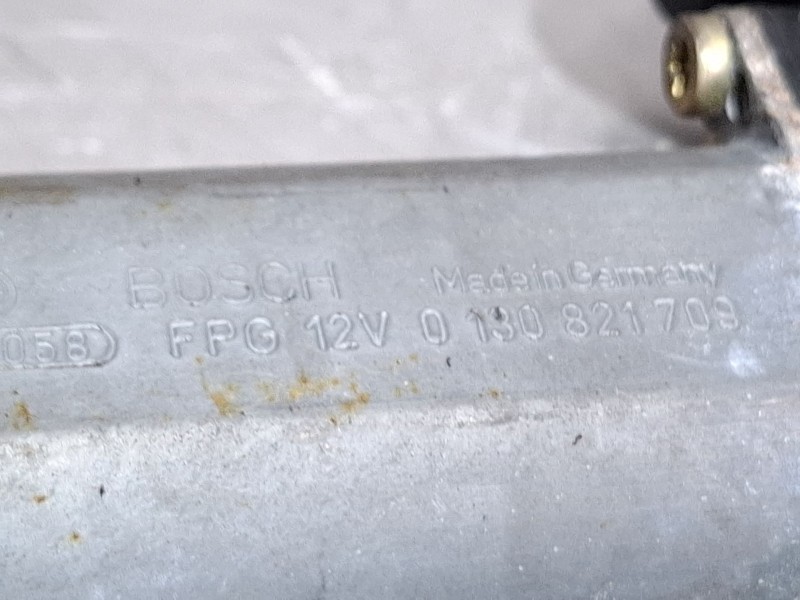 BOSCH Made in Germany
058 FPG 12V 0 130 821 709